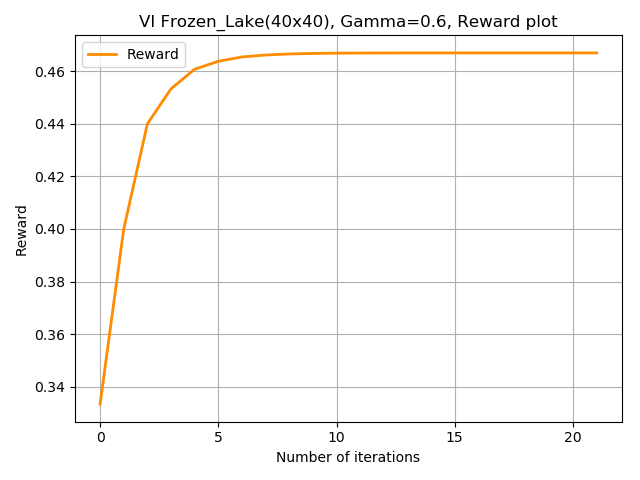 VI Frozen_Lake(40x40), Gamma=0.6, Reward plot
Reward
0.46
0.44
0.42
0.40
0.38
0.36
0.34
Reward
0 5 10 15 20
Number of iterations